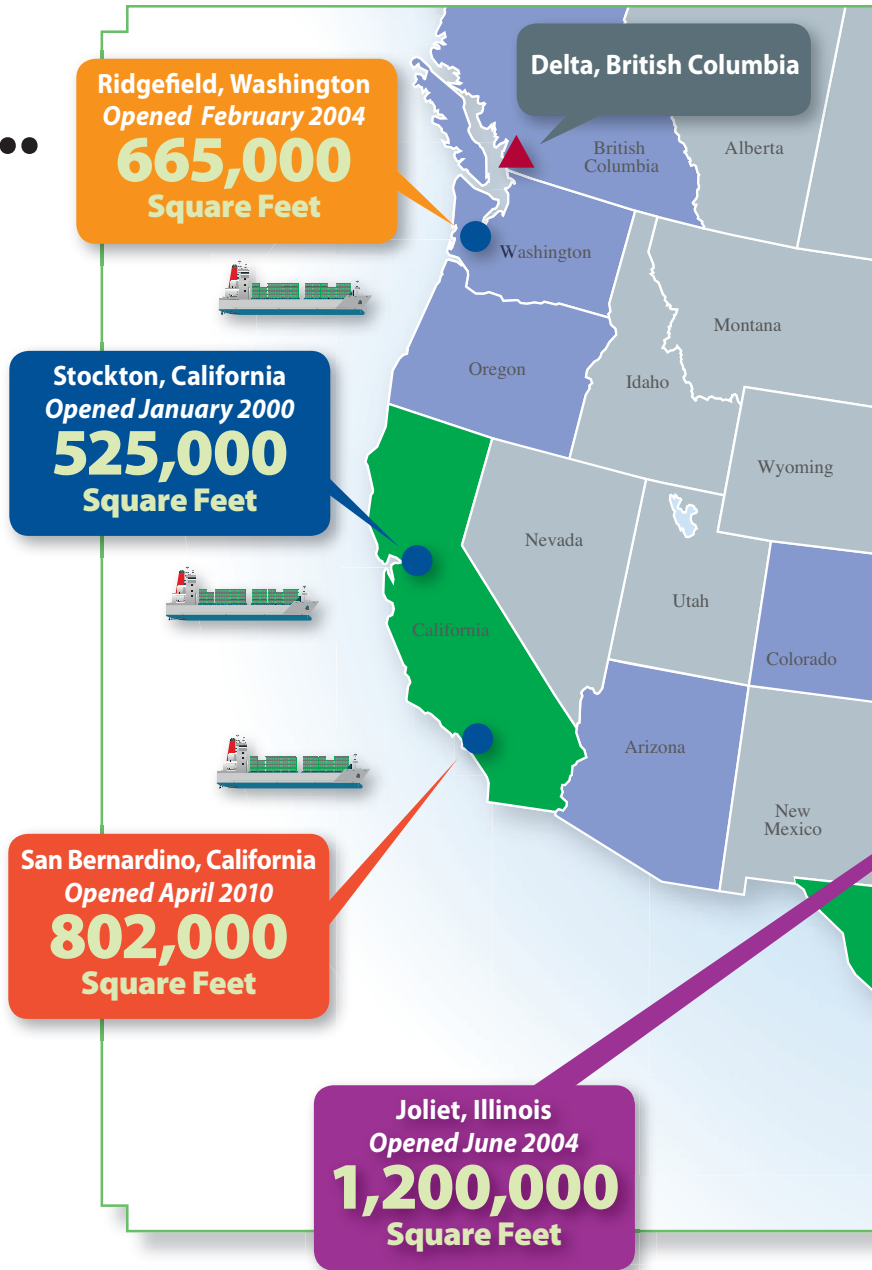 Delta, British Columbia
Ridgefield, Washington
Opened February 2004
665,000
Square Feet
British
Columbia
Alberta
Washington
Montana
Oregon
Idaho
Stockton, California
Opened January 2000
525,000
Square Feet
Wyoming
Nevada
Utah
California
Colorado
Arizona
New
Mexico
San Bernardino, California
Opened April 2010
802,000
Square Feet
Joliet, Illinois
Opened June 2004
1,200,000
Square Feet